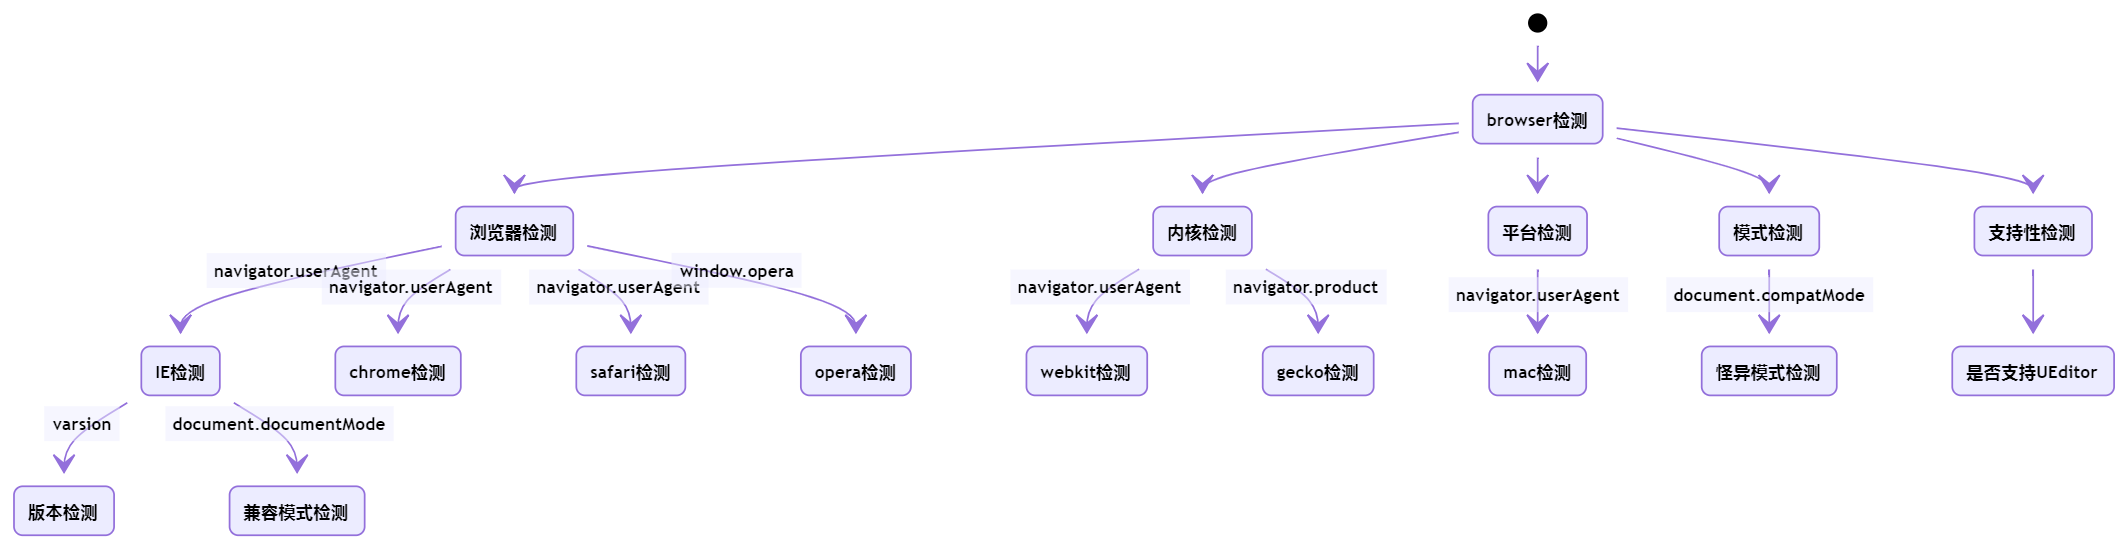 browser检测
浏览器检测
内核检测
平台检测
模式检测
支持性检测
navigator.userAgent
navigator.userAgent
navigator.userAgent
window.opera
navigator.userAgent
navigator.product
navigator.userAgent
document.compatMode
IE检测
chrome检测
safari检测
opera检测
webkit检测
gecko检测
mac检测
怪异模式检测
是否支持UEditor
varsion
document.documentMode
版本检测
兼容模式检测